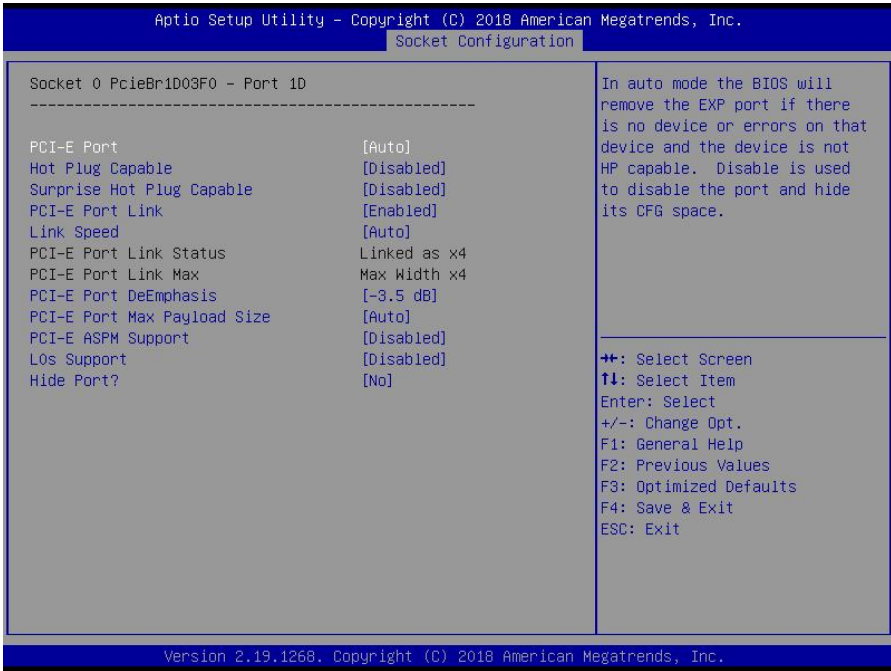 Aptio Setup Utility – Copyright (C) 2018 American Megatrends, Inc.
Socket Configuration
Socket 0 PcieBr1D03F0 – Port 1D
--------------------------------------------------
PCI-E Port [Auto]
Hot Plug Capable [Disabled]
Surprise Hot Plug Capable [Disabled]
PCI-E Port Link [Enabled]
Link Speed [Auto]
PCI-E Port Link Status Linked as x4
PCI-E Port Link Max Max Width x4
PCI-E Port DeEmphasis [-3.5 dB]
PCI-E Port Max Payload Size [Auto]
PCI-E ASPM Support [Disabled]
L0s Support [Disabled]
Hide Port? [No]
In auto mode the BIOS will
remove the EXP port if there
is no device or errors on that
device and the device is not
HP capable. Disable is used
to disable the port and hide
its CFG space.
→←: Select Screen
↑↓: Select Item
Enter: Select
+/-: Change Opt.
F1: General Help
F2: Previous Values
F3: Optimized Defaults
F4: Save & Exit
ESC: Exit
Version 2.19.1268. Copyright (C) 2018 American Megatrends, Inc.